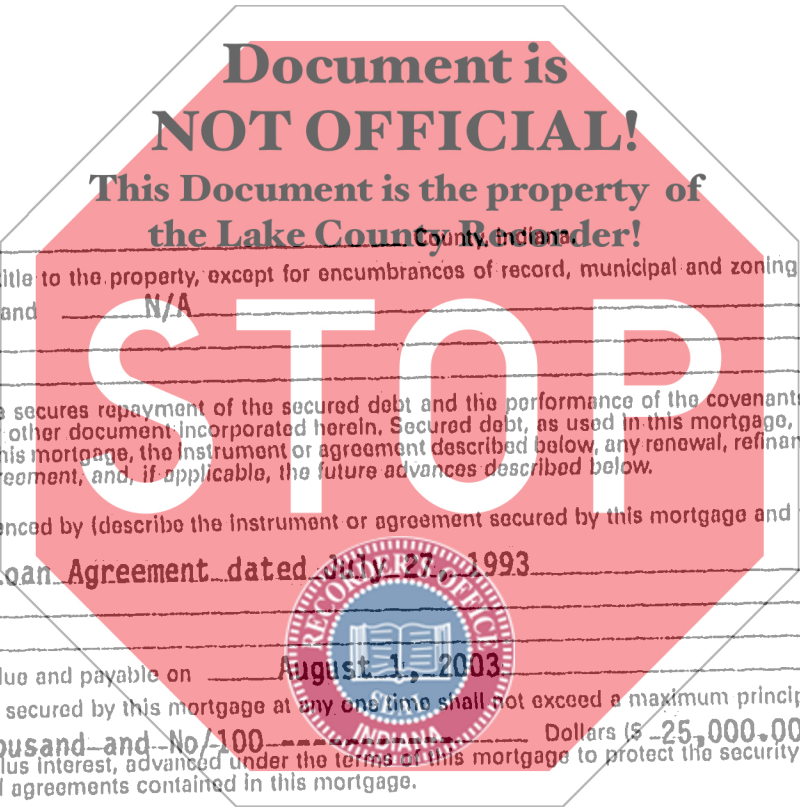 Document is
NOT OFFICIAL!
This Document is the property of
the Lake County Recorder!
County, Indiana,
title to the property, except for encumbrances of record, municipal and zoning
and N/A
STOP
secures repayment of the secured debt and the performance of the covenants
other document incorporated herein. Secured debt, as used in this mortgage,
this mortgage, the instrument or agreement described below, any renewal, refinan
reement, and, if applicable, the future advances described below.
enced by (describe the instrument or agreement secured by this mortgage and
Loan Agreement dated July 27, 1993
RECORDER'S OFFICE
due and payable on August 1, 2003
SEAL
secured by this mortgage at any one time shall not exceed a maximum princip
INDIANA
ousand and No/100 ------------ Dollars ($ 25,000.00
lus interest, advanced under the terms of this mortgage to protect the security
agreements contained in this mortgage.